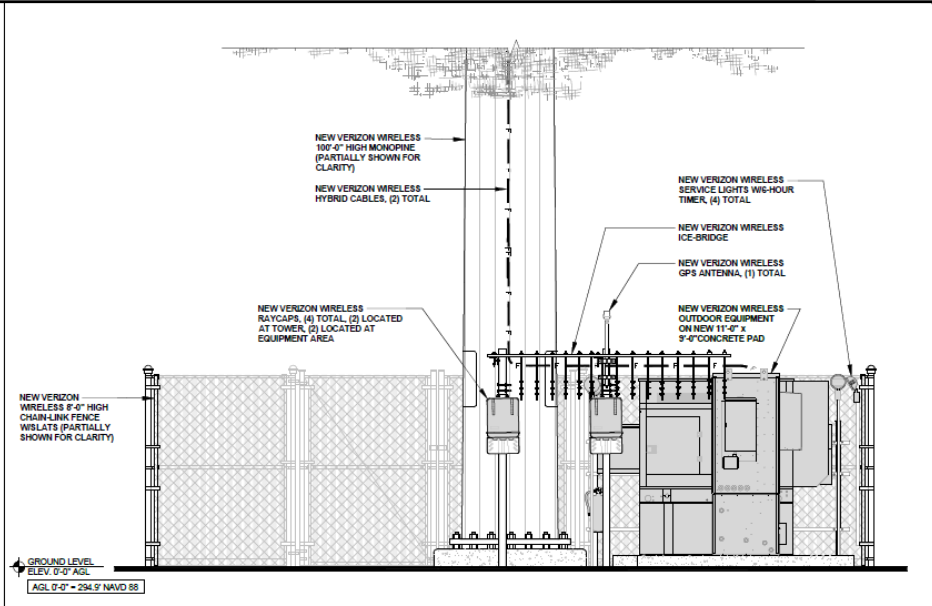 NEW VERIZON WIRELESS
100'-0" HIGH MONOPINE
(PARTIALLY SHOWN FOR
CLARITY)
NEW VERIZON WIRELESS
HYBRID CABLES, (2) TOTAL
NEW VERIZON WIRELESS
SERVICE LIGHTS W/6-HOUR
TIMER, (4) TOTAL
NEW VERIZON WIRELESS
ICE-BRIDGE
NEW VERIZON WIRELESS
GPS ANTENNA, (1) TOTAL
NEW VERIZON WIRELESS
RAYCAPS, (4) TOTAL, (2) LOCATED
AT TOWER, (2) LOCATED AT
EQUIPMENT AREA
NEW VERIZON WIRELESS
OUTDOOR EQUIPMENT
ON NEW 11'-0" x
9'-0"CONCRETE PAD
NEW VERIZON
WIRELESS 8'-0" HIGH
CHAIN-LINK FENCE
W/SLATS (PARTIALLY
SHOWN FOR CLARITY)
GROUND LEVEL
ELEV. 0'-0" AGL
AGL 0'-0" = 294.9' NAVD 88